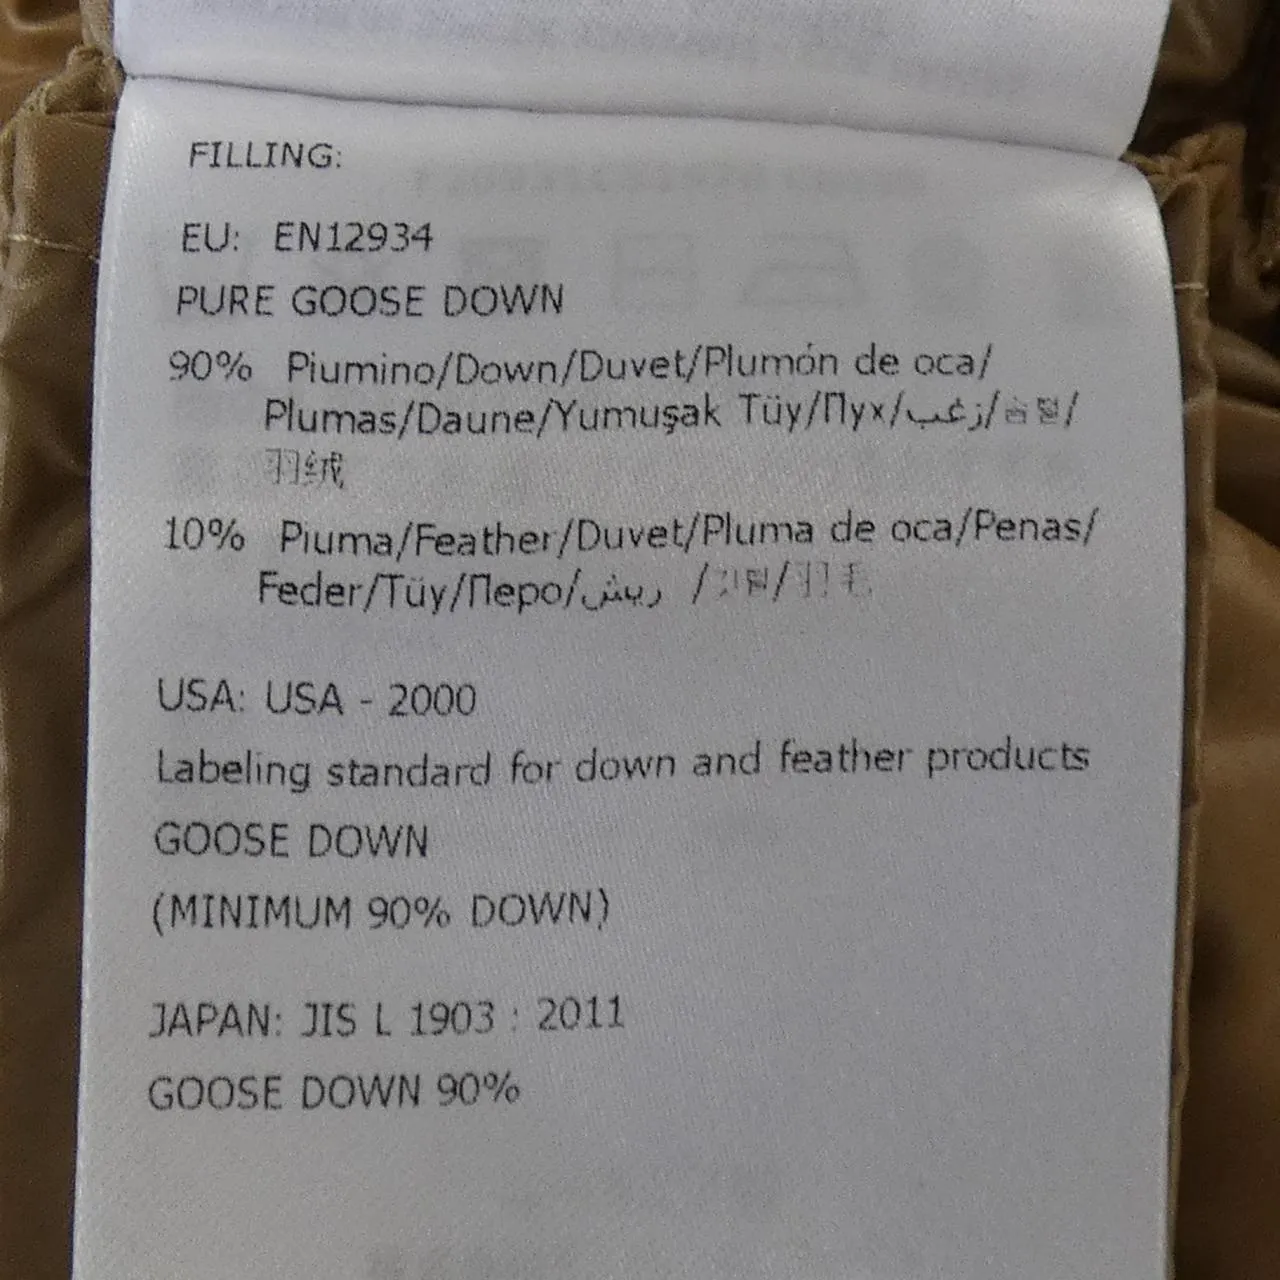 FILLING:
EU: EN12934
PURE GOOSE DOWN
90% Piumino/Down/Duvet/Plumón de oca/
Plumas/Daune/Yumuşak Tüy/Пух/زغب/솜털/
羽绒
10% Piuma/Feather/Duvet/Pluma de oca/Penas/
Feder/Tüy/Перо/ريش /깃털/羽毛
USA: USA - 2000
Labeling standard for down and feather products
GOOSE DOWN
(MINIMUM 90% DOWN)
JAPAN: JIS L 1903 : 2011
GOOSE DOWN 90%